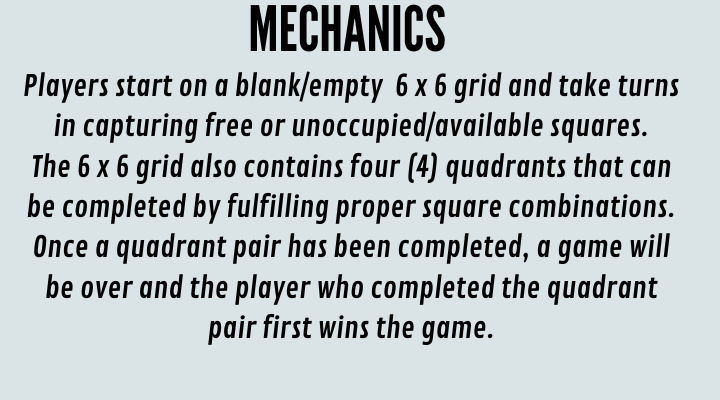 MECHANICS
Players start on a blank/empty 6 x 6 grid and take turns
in capturing free or unoccupied/available squares.
The 6 x 6 grid also contains four (4) quadrants that can
be completed by fulfilling proper square combinations.
Once a quadrant pair has been completed, a game will
be over and the player who completed the quadrant
pair first wins the game.